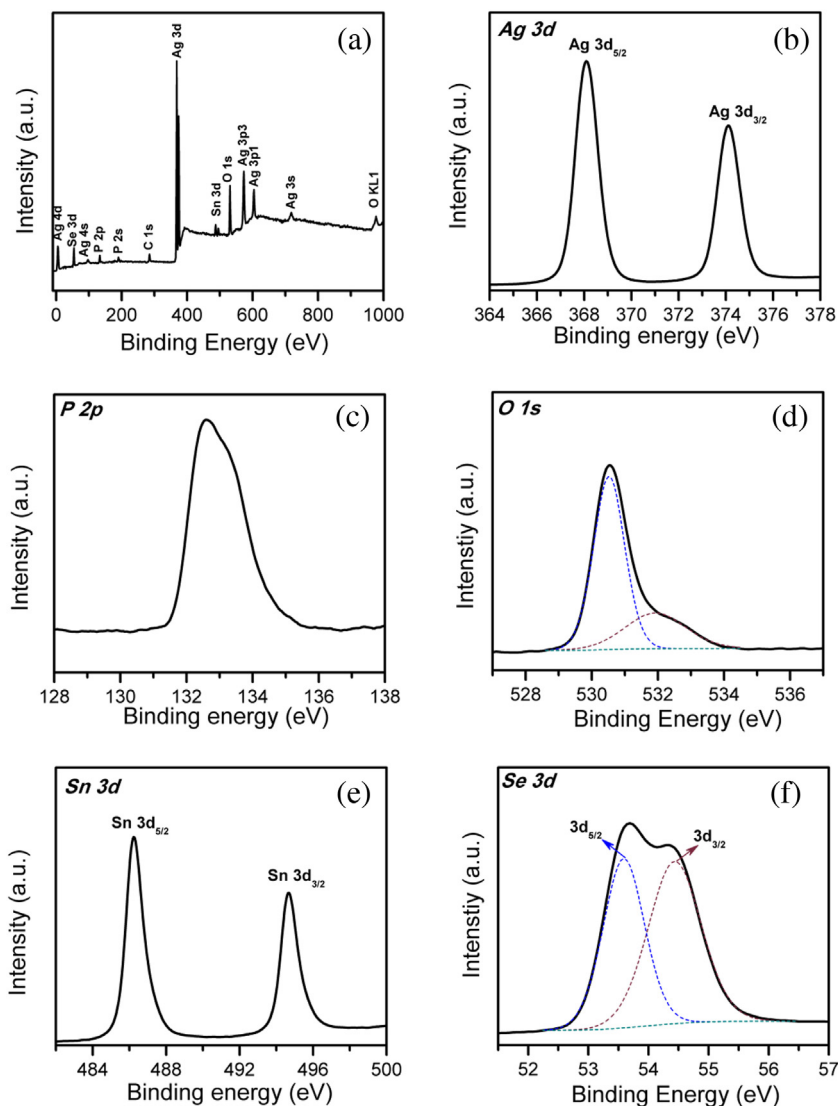 (a)
Ag 4d
Se 3d
Ag 4s
P 2p
P 2s
C 1s
Ag 3d
Sn 3d
O 1s
Ag 3p3
Ag 3p1
Ag 3s
O KL1
Intensity (a.u.)
0 200 400 600 800 1000
Binding Energy (eV)
Ag 3d
(b)
Ag 3d5/2
Ag 3d3/2
Intensity (a.u.)
364 366 368 370 372 374 376 378
Binding Energy (eV)
P 2p
(c)
Intensity (a.u.)
128 130 132 134 136 138
Binding energy (eV)
O 1s
(d)
Intenstiy (a.u.)
528 530 532 534 536
Binding Energy (eV)
Sn 3d
(e)
Sn 3d5/2
Sn 3d3/2
Intensity (a.u.)
484 488 492 496 500
Binding energy (eV)
Se 3d
(f)
3d5/2
3d3/2
Intenstiy (a.u.)
52 53 54 55 56 57
Binding Energy (eV)